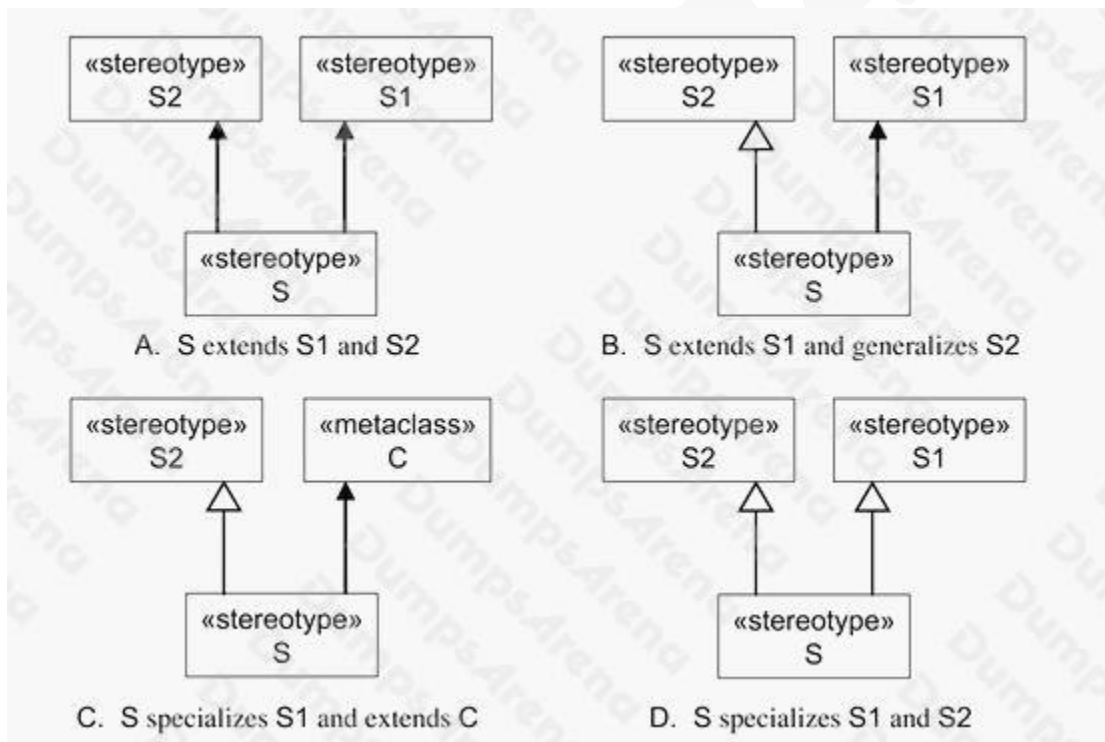 «stereotype»
S2
«stereotype»
S1
«stereotype»
S
A. S extends S1 and S2
«stereotype»
S2
«stereotype»
S1
«stereotype»
S
B. S extends S1 and generalizes S2
«stereotype»
S2
«metaclass»
C
«stereotype»
S
C. S specializes S1 and extends C
«stereotype»
S2
«stereotype»
S1
«stereotype»
S
D. S specializes S1 and S2
DumpsArena